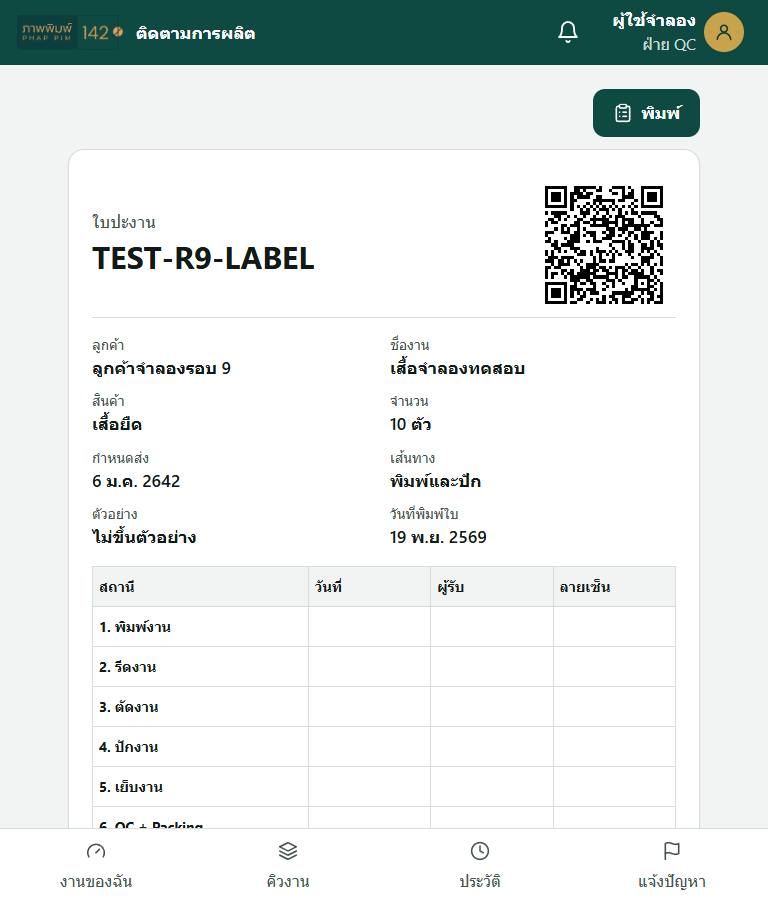 ภาพพิมพ์
PHAP PIM
142
ติดตามการผลิต
ผู้ใช้จำลอง
ฝ่าย QC
พิมพ์
ใบปะงาน
TEST-R9-LABEL
ลูกค้า
ลูกค้าจำลองรอบ 9
ชื่องาน
เสื้อจำลองทดสอบ
สินค้า
เสื้อยืด
จำนวน
10 ตัว
กำหนดส่ง
6 ม.ค. 2642
เส้นทาง
พิมพ์และปัก
ตัวอย่าง
ไม่ขึ้นตัวอย่าง
วันที่พิมพ์ใบ
19 พ.ย. 2569
สถานี วันที่ ผู้รับ ลายเซ็น
1. พิมพ์งาน
2. รีดงาน
3. ตัดงาน
4. ปักงาน
5. เย็บงาน
6. QC + Packing
งานของฉัน คิวงาน ประวัติ แจ้งปัญหา